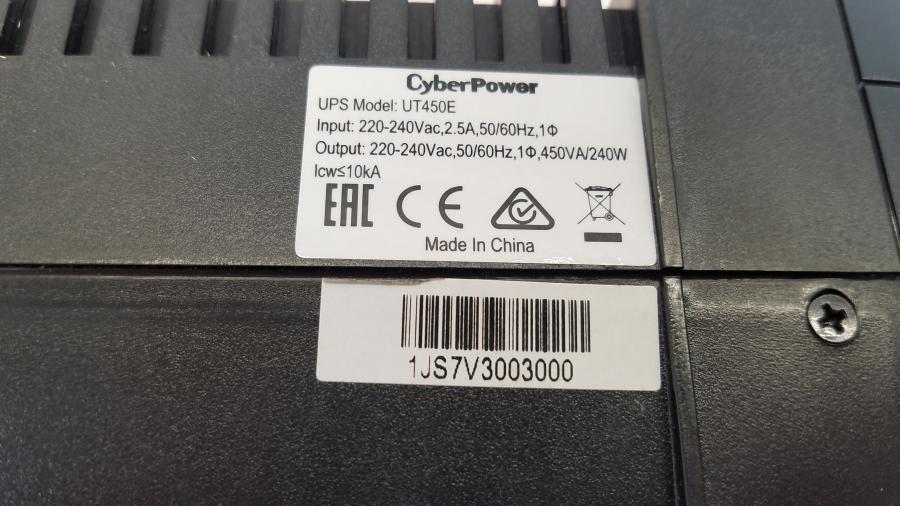 CyberPower
UPS Model: UT450E
Input: 220-240Vac,2.5A,50/60Hz,1Φ
Output: 220-240Vac,50/60Hz,1Φ,450VA/240W
Icw≤10kA
EAC CE
Made In China
1JS7V3003000